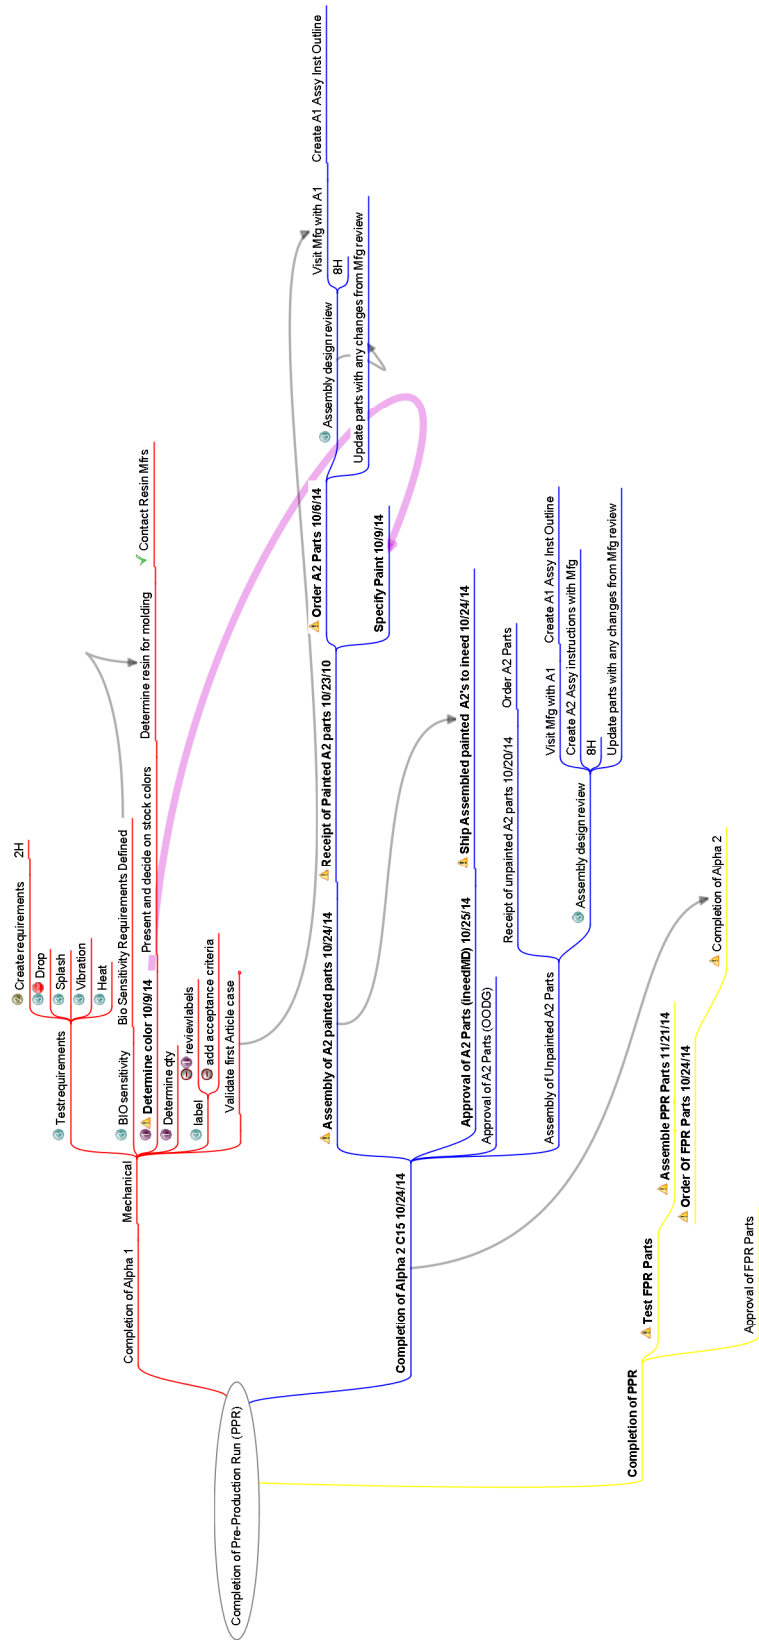 Completion of Pre-Production Run (PPR)
Completion of Alpha 1
Mechanical
Testrequirements
Create requirements
2H
Drop
Splash
Vibration
Heat
BIO sensitivity
Bio Sensitivity Requirements Defined
Determine color 10/9/14
Present and decide on stock colors
Determine resin for molding
Contact Resin Mfrs
Determine qty
label
reviewlabels
add acceptance criteria
Validate first Article case
Completion of Alpha 2 C15 10/24/14
Assembly of A2 painted parts 10/24/14
Receipt of Painted A2 parts 10/23/10
Order A2 Parts 10/6/14
Assembly design review
Visit Mfg with A1
Create A1 Assy Inst Outline
8H
Update parts with any changes from Mfg review
Specify Paint 10/9/14
Approval of A2 Parts (ineedMD) 10/25/14
Ship Assembled painted A2's to ineed 10/24/14
Approval of A2 Parts (OODG)
Assembly of Unpainted A2 Parts
Receipt of unpainted A2 parts 10/20/14
Order A2 Parts
Assembly design review
Visit Mfg with A1
Create A1 Assy Inst Outline
Create A2 Assy instructions with Mfg
8H
Update parts with any changes from Mfg review
Completion of PPR
Test FPR Parts
Assemble PPR Parts 11/21/14
Order Of FPR Parts 10/24/14
Completion of Alpha 2
Approval of FPR Parts